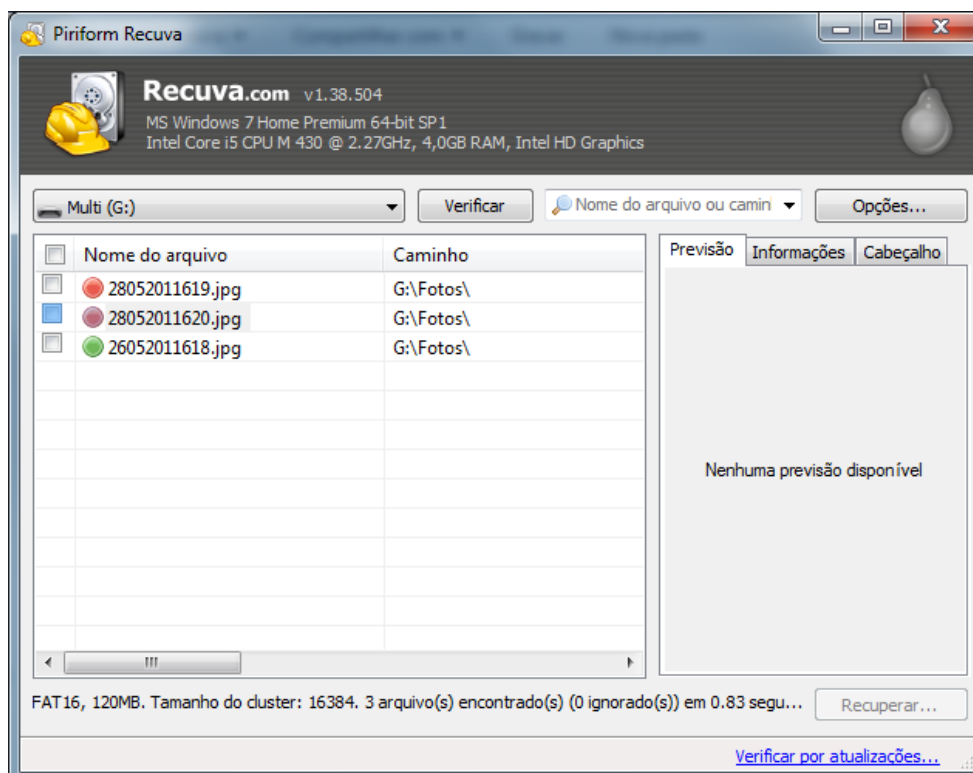 Piriform Recuva
Recuva.com v1.38.504
MS Windows 7 Home Premium 64-bit SP1
Intel Core i5 CPU M 430 @ 2.27GHz, 4,0GB RAM, Intel HD Graphics
Multi (G:) Verificar Nome do arquivo ou camin Opções...
Nome do arquivo Caminho Previsão Informações Cabeçalho
28052011619.jpg G:\Fotos\
28052011620.jpg G:\Fotos\
26052011618.jpg G:\Fotos\
Nenhuma previsão disponível
FAT16, 120MB. Tamanho do cluster: 16384. 3 arquivo(s) encontrado(s) (0 ignorado(s)) em 0.83 segu... Recuperar...
Verificar por atualizações...